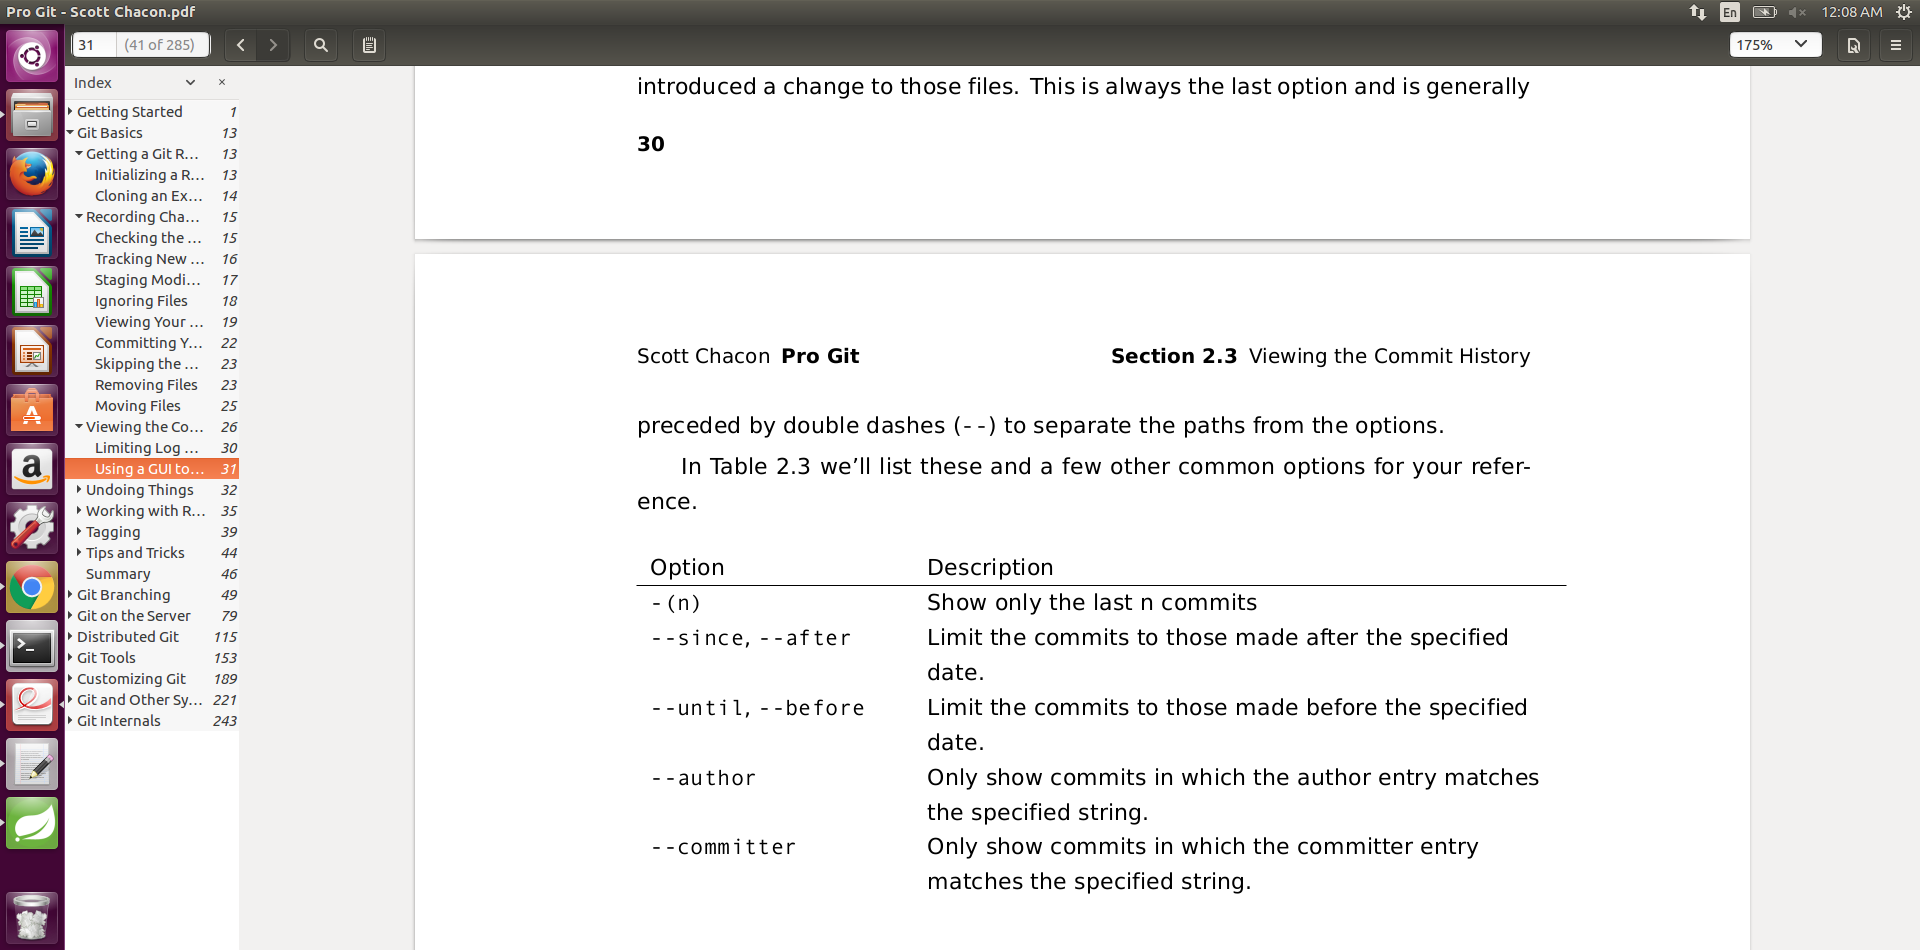 Pro Git - Scott Chacon.pdf
En
12:08 AM
31 (41 of 285)
175%
Index
Getting Started 1
Git Basics 13
Getting a Git R... 13
Initializing a R... 13
Cloning an Ex... 14
Recording Cha... 15
Checking the ... 15
Tracking New ... 16
Staging Modi... 17
Ignoring Files 18
Viewing Your ... 19
Committing Y... 22
Skipping the ... 23
Removing Files 23
Moving Files 25
Viewing the Co... 26
Limiting Log ... 30
Using a GUI to... 31
Undoing Things 32
Working with R... 35
Tagging 39
Tips and Tricks 44
Summary 46
Git Branching 49
Git on the Server 79
Distributed Git 115
Git Tools 153
Customizing Git 189
Git and Other Sy... 221
Git Internals 243
introduced a change to those files. This is always the last option and is generally
30
Scott Chacon Pro Git Section 2.3 Viewing the Commit History
preceded by double dashes (--) to separate the paths from the options.
In Table 2.3 we’ll list these and a few other common options for your refer-
ence.
Option Description
-(n) Show only the last n commits
--since, --after Limit the commits to those made after the specified
date.
--until, --before Limit the commits to those made before the specified
date.
--author Only show commits in which the author entry matches
the specified string.
--committer Only show commits in which the committer entry
matches the specified string.